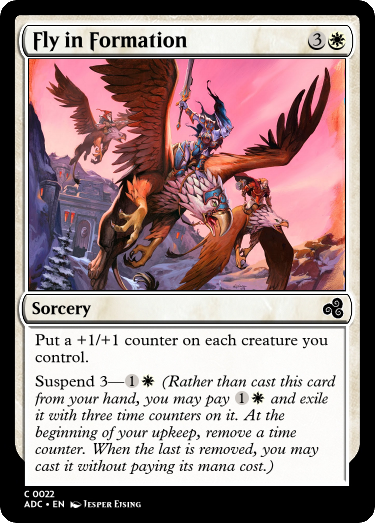 Fly in Formation 3
Sorcery
Put a +1/+1 counter on each creature you
control.
Suspend 3—1 (Rather than cast this card
from your hand, you may pay 1 and exile
it with three time counters on it. At the
beginning of your upkeep, remove a time
counter. When the last is removed, you may
cast it without paying its mana cost.)
C 0022
ADC • EN Jesper Ejsing